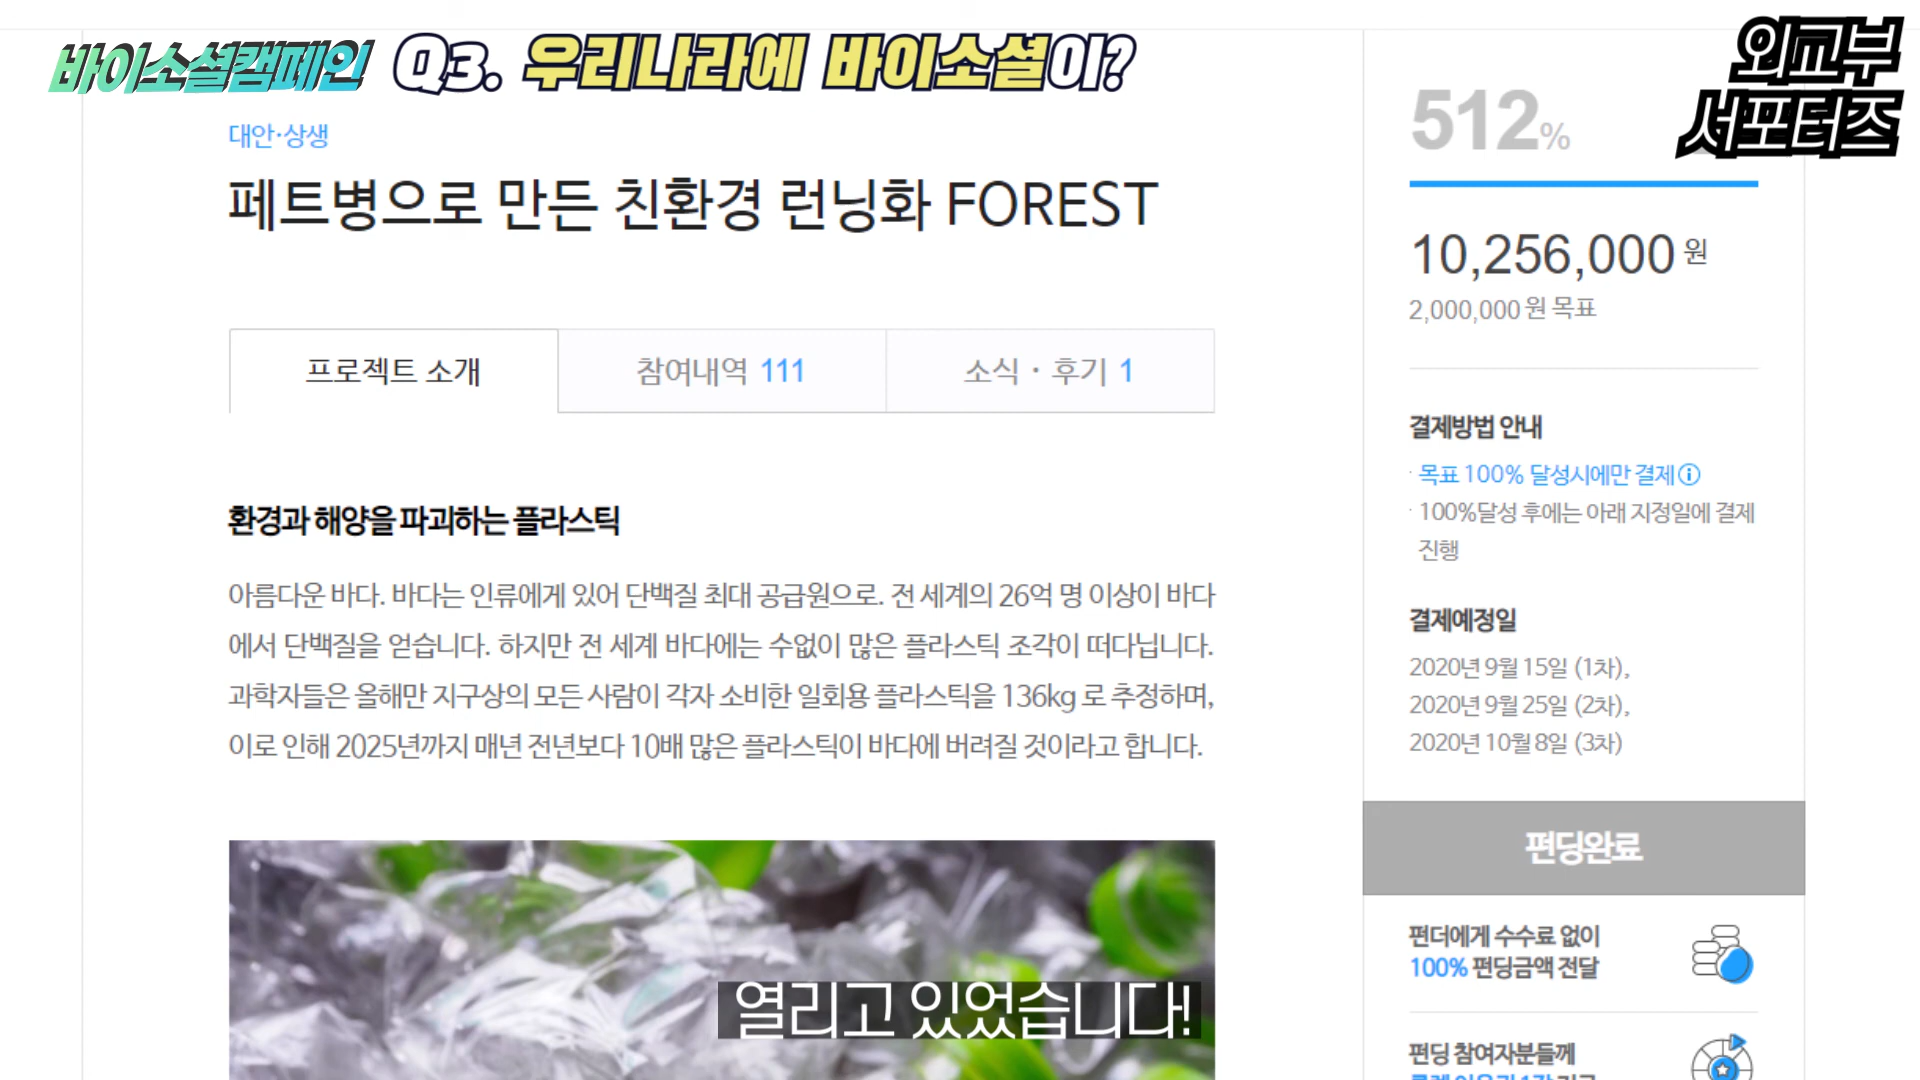 바이소셜캠페인 Q3. 우리나라에 바이소셜이?
외교부
서포터즈
대안·상생
페트병으로 만든 친환경 런닝화 FOREST
프로젝트 소개
참여내역 111
소식·후기 1
환경과 해양을 파괴하는 플라스틱
아름다운 바다. 바다는 인류에게 있어 단백질 최대 공급원으로. 전 세계의 26억 명 이상이 바다
에서 단백질을 얻습니다. 하지만 전 세계 바다에는 수없이 많은 플라스틱 조각이 떠다닙니다.
과학자들은 올해만 지구상의 모든 사람이 각자 소비한 일회용 플라스틱을 136kg 로 추정하며,
이로 인해 2025년까지 매년 전년보다 10배 많은 플라스틱이 바다에 버려질 것이라고 합니다.
열리고 있었습니다!
512%
10,256,000 원
2,000,000원 목표
결제방법 안내
· 목표 100% 달성시에만 결제
· 100%달성 후에는 아래 지정일에 결제
진행
결제예정일
2020년 9월 15일 (1차),
2020년 9월 25일 (2차),
2020년 10월 8일 (3차)
펀딩완료
펀더에게 수수료 없이
100% 펀딩금액 전달
펀딩 참여자분들께